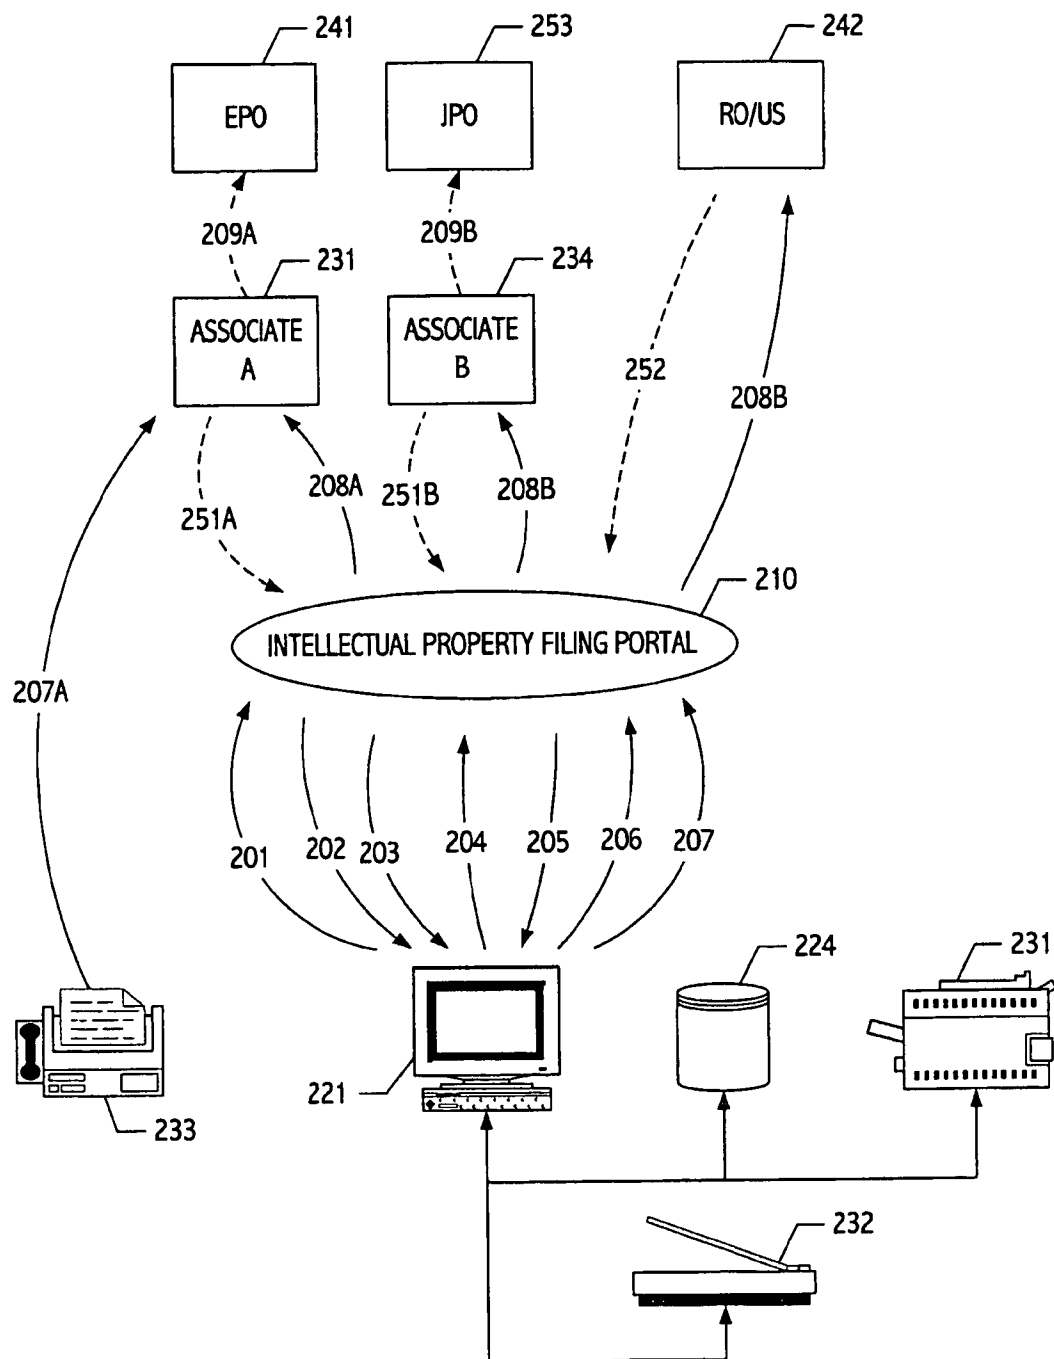 241
253
242
EPO
JPO
RO/US
209A
209B
231
234
ASSOCIATE
A
ASSOCIATE
B
252
208B
208A
251B
208B
251A
210
INTELLECTUAL PROPERTY FILING PORTAL
207A
201
202
203
204
205
206
207
224
231
221
233
232